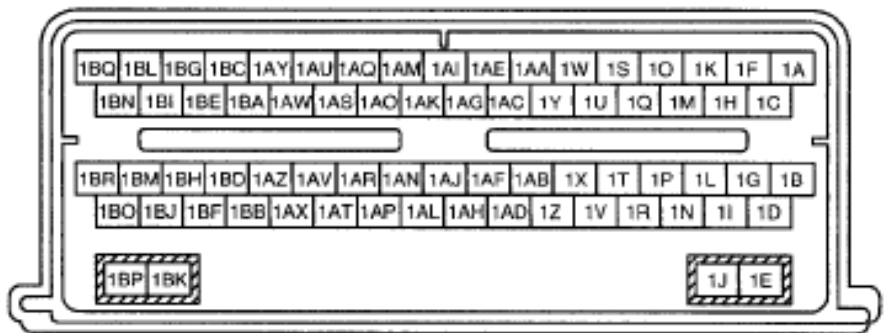 1BQ 1BL 1BG 1BC 1AY 1AU 1AQ 1AM 1AI 1AE 1AA 1W 1S 1O 1K 1F 1A
1BN 1BI 1BE 1BA 1AW 1AS 1AO 1AK 1AG 1AC 1Y 1U 1Q 1M 1H 1C
1BR 1BM 1BH 1BD 1AZ 1AV 1AR 1AN 1AJ 1AF 1AB 1X 1T 1P 1L 1G 1B
1BO 1BJ 1BF 1BB 1AX 1AT 1AP 1AL 1AH 1AD 1Z 1V 1R 1N 1I 1D
1BP 1BK 1J 1E